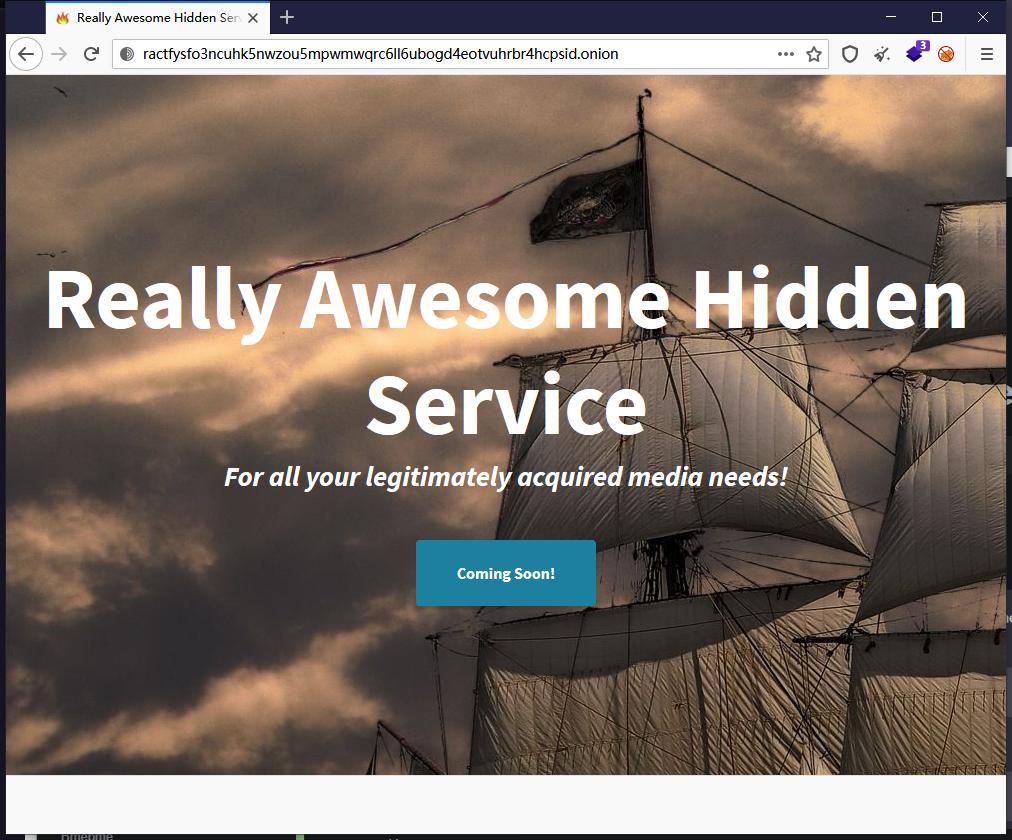 Really Awesome Hidden Ser
ractfysfo3ncuhk5nwzou5mpwmwqrc6ll6ubogd4eotvuhrbr4hcpsid.onion
3
Really Awesome Hidden
Service
For all your legitimately acquired media needs!
Coming Soon!